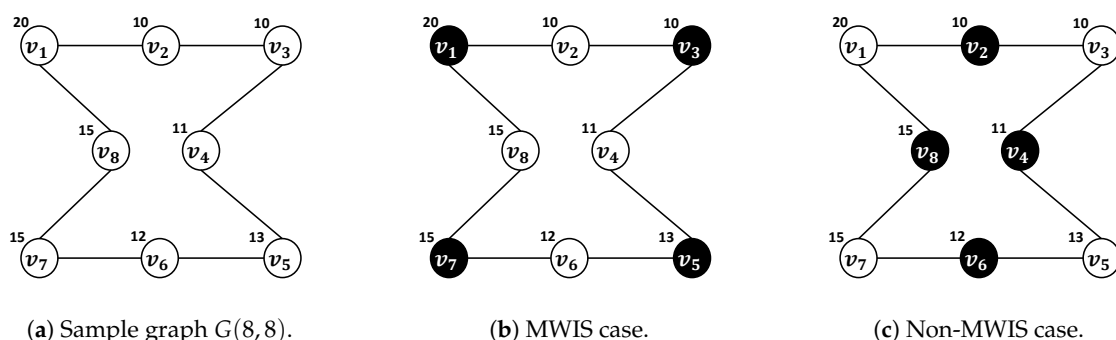 20 10 10
v1 v2 v3
15 11
v8 v4
15 12 13
v7 v6 v5
(a) Sample graph G(8, 8).
20 10 10
v1 v2 v3
15 11
v8 v4
15 12 13
v7 v6 v5
(b) MWIS case.
20 10 10
v1 v2 v3
15 11
v8 v4
15 12 13
v7 v6 v5
(c) Non-MWIS case.